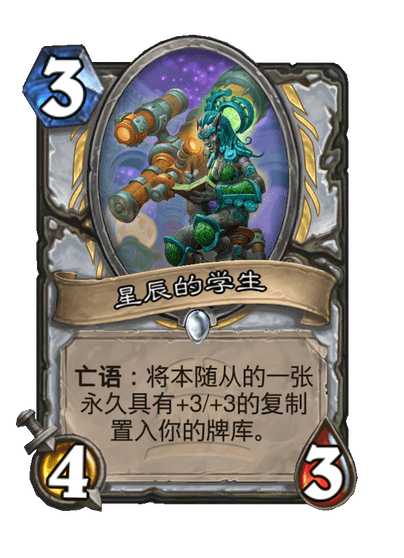 3
星辰的学生
亡语：将本随从的一张
永久具有+3/+3的复制
置入你的牌库。
4
3